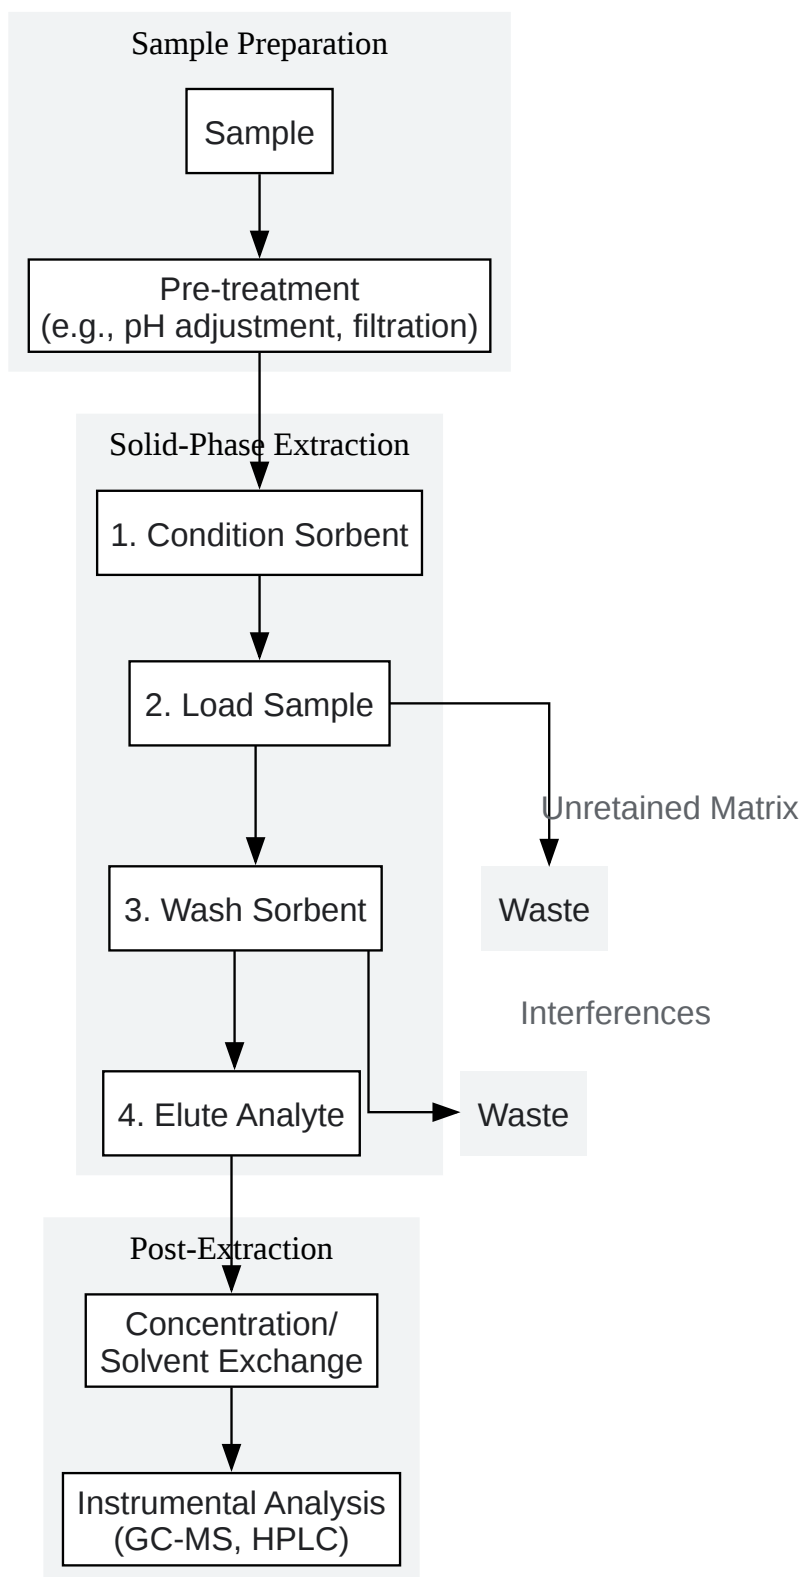 Sample Preparation
Sample
Pre-treatment
(e.g., pH adjustment, filtration)
Solid-Phase Extraction
1. Condition Sorbent
2. Load Sample
Unretained Matrix
3. Wash Sorbent
Waste
Interferences
4. Elute Analyte
Waste
Post-Extraction
Concentration/
Solvent Exchange
Instrumental Analysis
(GC-MS, HPLC)